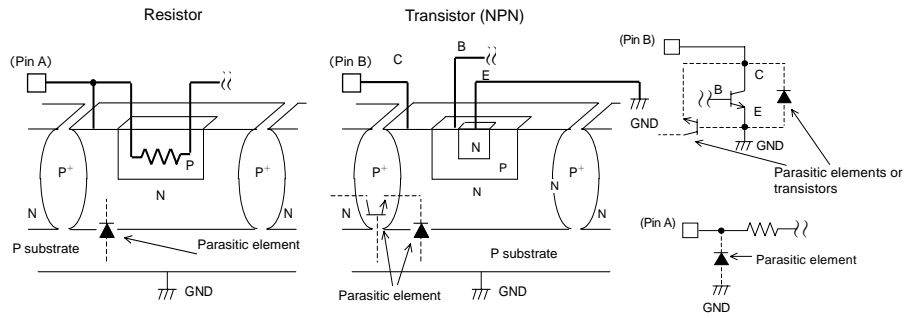 Resistor
(Pin A)
P
P+
P+
N
N
N
P substrate
Parasitic element
GND
Transistor (NPN)
(Pin B)
C
B
E
GND
N
P
P+
P+
N
N
N
N
P substrate
Parasitic element
GND
(Pin B)
C
B
E
GND
Parasitic elements or
transistors
(Pin A)
Parasitic element
GND